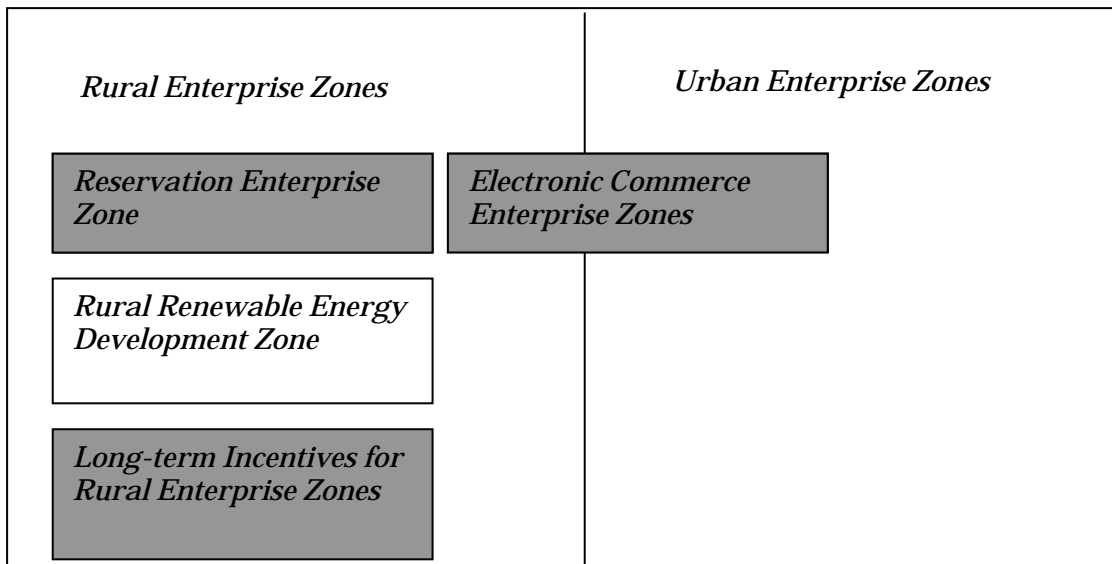 Rural Enterprise Zones
Urban Enterprise Zones
Reservation Enterprise
Zone
Electronic Commerce
Enterprise Zones
Rural Renewable Energy
Development Zone
Long-term Incentives for
Rural Enterprise Zones